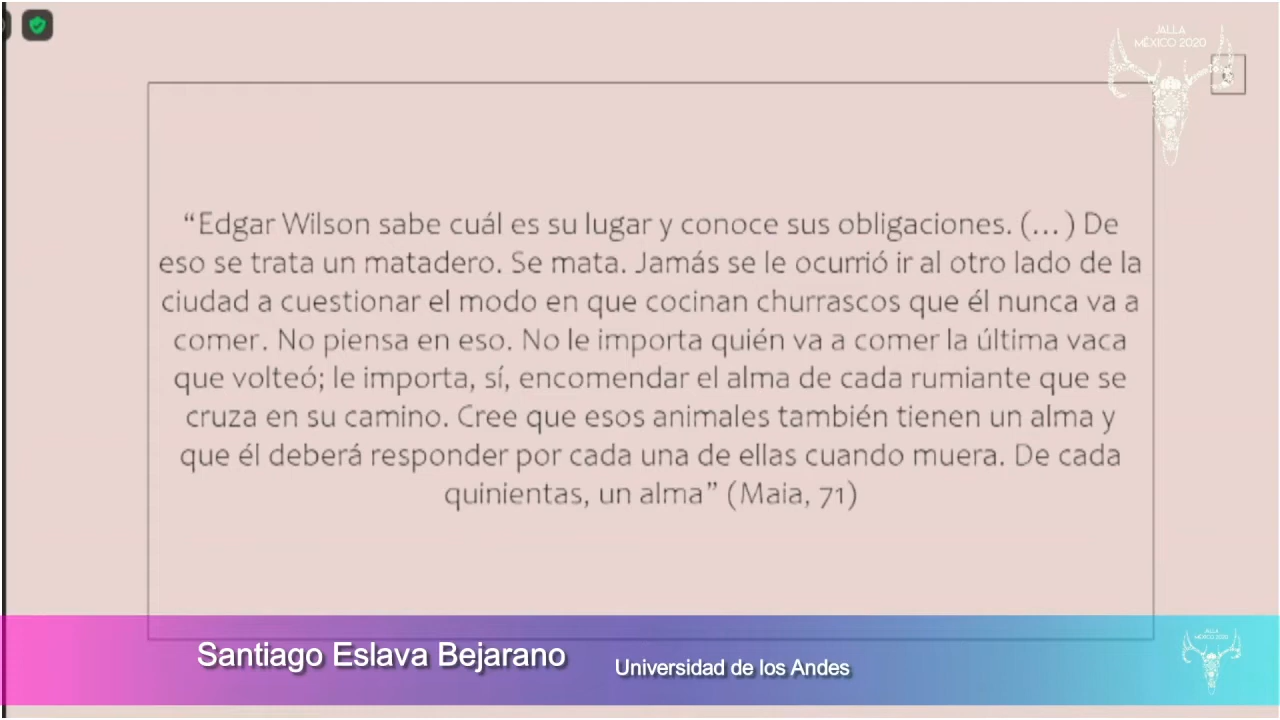 JALLA
MÉXICO 2020
“Edgar Wilson sabe cuál es su lugar y conoce sus obligaciones. (...) De
eso se trata un matadero. Se mata. Jamás se le ocurrió ir al otro lado de la
ciudad a cuestionar el modo en que cocinan churrascos que él nunca va a
comer. No piensa en eso. No le importa quién va a comer la última vaca
que volteó; le importa, sí, encomendar el alma de cada rumiante que se
cruza en su camino. Cree que esos animales también tienen un alma y
que él deberá responder por cada una de ellas cuando muera. De cada
quinientas, un alma” (Maia, 71)
Santiago Eslava Bejarano
Universidad de los Andes
JALLA
MÉXICO 2020